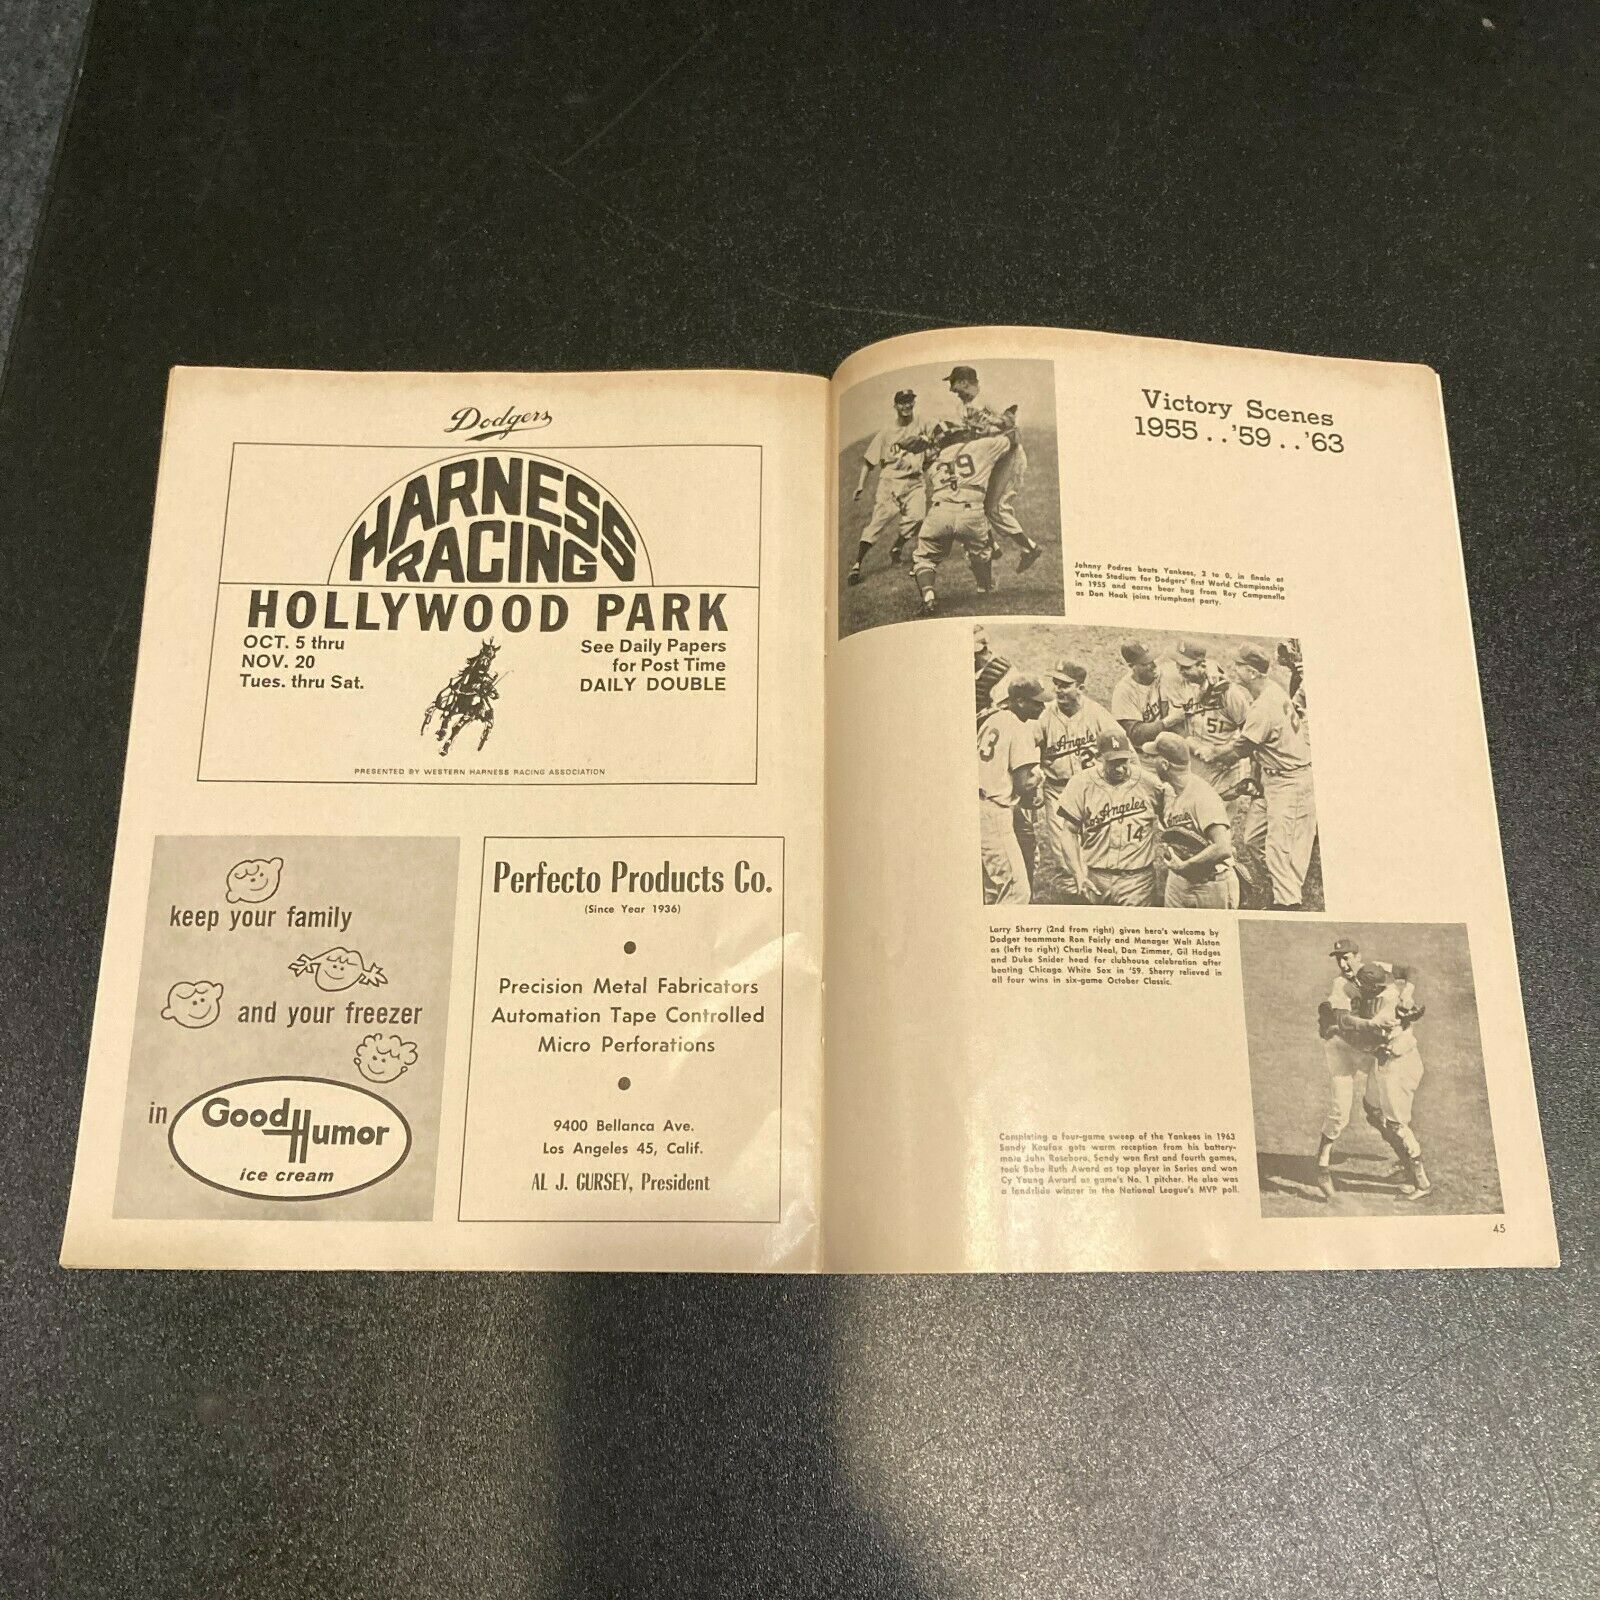 Dodgers
HARNESS
RACING
HOLLYWOOD PARK
OCT. 5 thru
NOV. 20
Tues. thru Sat.
See Daily Papers
for Post Time
DAILY DOUBLE
PRESENTED BY WESTERN HARNESS RACING ASSOCIATION
keep your family
and your freezer
in
Good Humor
ice cream
Perfecto Products Co.
(Since Year 1936)
Precision Metal Fabricators
Automation Tape Controlled
Micro Perforations
9400 Bellanca Ave.
Los Angeles 45, Calif.
AL J. GURSEY, President
Victory Scenes
1955 . . '59 . . '63
39
Johnny Podres beats Yankees, 2 to 0, in finale at
Yankee Stadium for Dodgers' first World Championship
in 1955 and earns bear hug from Roy Campanella
as Don Hoak joins triumphant party.
3
Los Angeles
51
Los Angeles
14
Larry Sherry (2nd from right) given hero's welcome by
Dodger teammate Ron Fairly and Manager Walt Alston
as (left to right) Charlie Neal, Don Zimmer, Gil Hodges
and Duke Snider head for clubhouse celebration after
beating Chicago White Sox in '59. Sherry relieved in
all four wins in six-game October Classic.
Completing a four-game sweep of the Yankees in 1963
Sandy Koufax gets warm reception from his battery-
mate John Roseboro. Sandy won first and fourth games,
took Babe Ruth Award as top player in Series and won
Cy Young Award as game's No. 1 pitcher. He also was
a landslide winner in the National League's MVP poll.
45